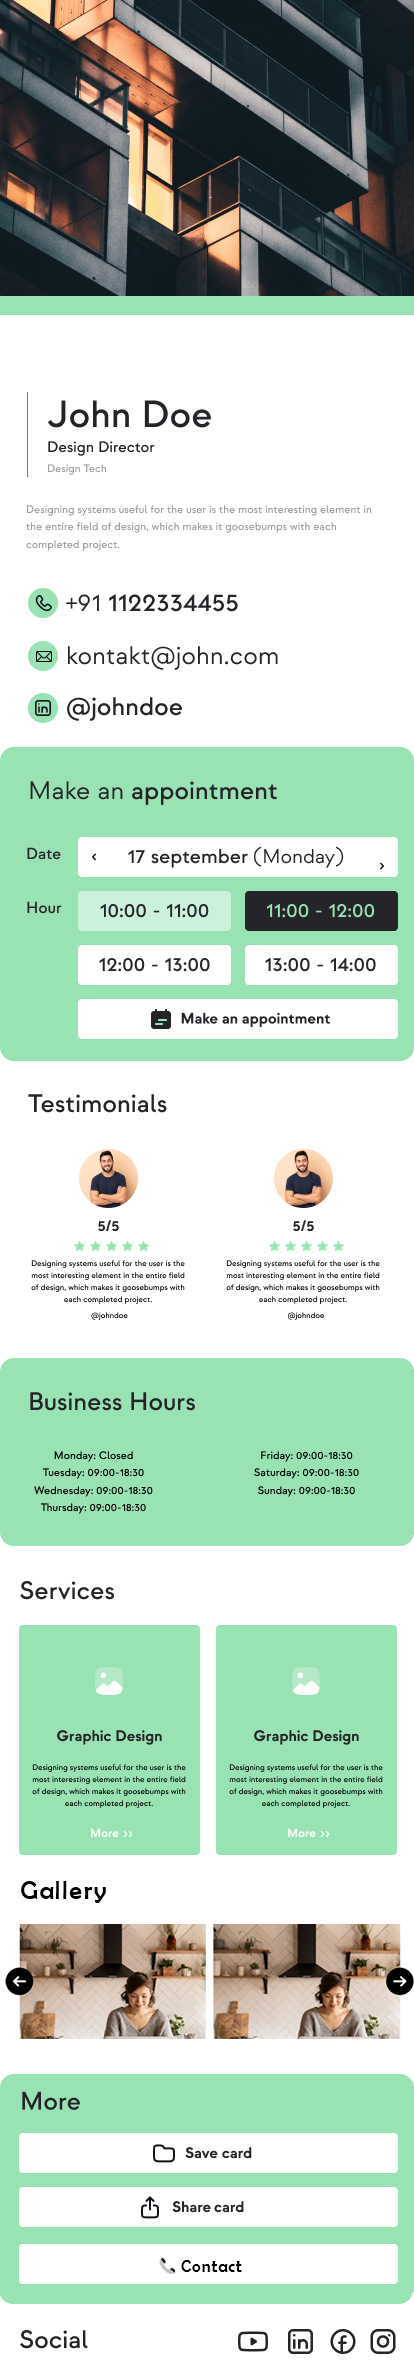 John Doe
Design Director
Design Tech
Designing systems useful for the user is the most interesting element in
the entire field of design, which makes it goosebumps with each
completed project.
+91 1122334455
kontakt@john.com
@johndoe
Make an appointment
Date
‹ 17 september (Monday) ›
Hour
10:00 - 11:00
11:00 - 12:00
12:00 - 13:00
13:00 - 14:00
Make an appointment
Testimonials
5/5
Designing systems useful for the user is the
most interesting element in the entire field
of design, which makes it goosebumps with
each completed project.
@johndoe
5/5
Designing systems useful for the user is the
most interesting element in the entire field
of design, which makes it goosebumps with
each completed project.
@johndoe
Business Hours
Monday: Closed
Tuesday: 09:00-18:30
Wednesday: 09:00-18:30
Thursday: 09:00-18:30
Friday: 09:00-18:30
Saturday: 09:00-18:30
Sunday: 09:00-18:30
Services
Graphic Design
Designing systems useful for the user is the
most interesting element in the entire field
of design, which makes it goosebumps with
each completed project.
More ››
Graphic Design
Designing systems useful for the user is the
most interesting element in the entire field
of design, which makes it goosebumps with
each completed project.
More ››
Gallery
More
Save card
Share card
Contact
Social